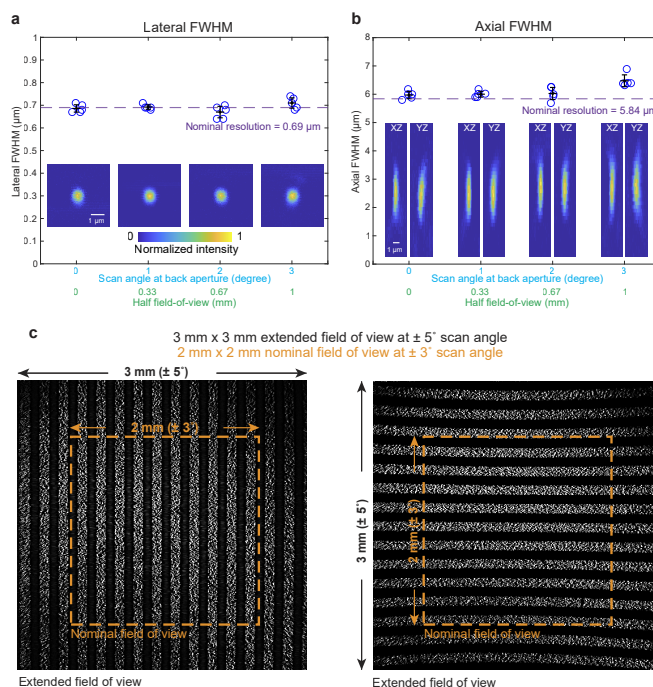 a
Lateral FWHM
Lateral FWHM (µm)
1
0.9
0.8
0.7
0.6
0.5
0.4
0.3
0.2
0.1
0
Nominal resolution = 0.69 µm
1 µm
0
1
Normalized intensity
0
1
2
3
Scan angle at back aperture (degree)
0
0.33
0.67
1
Half field-of-view (mm)
b
Axial FWHM
Axial FWHM (µm)
8
7
6
5
4
3
2
1
0
Nominal resolution = 5.84 µm
XZ
YZ
XZ
YZ
XZ
YZ
XZ
YZ
1 µm
0
1
2
3
Scan angle at back aperture (degree)
0
0.33
0.67
1
Half field-of-view (mm)
c
3 mm x 3 mm extended field of view at ± 5˚ scan angle
2 mm x 2 mm nominal field of view at ± 3˚ scan angle
3 mm (± 5˚)
2 mm (± 3˚)
Nominal field of view
Extended field of view
3 mm (± 5˚)
2 mm (± 3˚)
Nominal field of view
Extended field of view